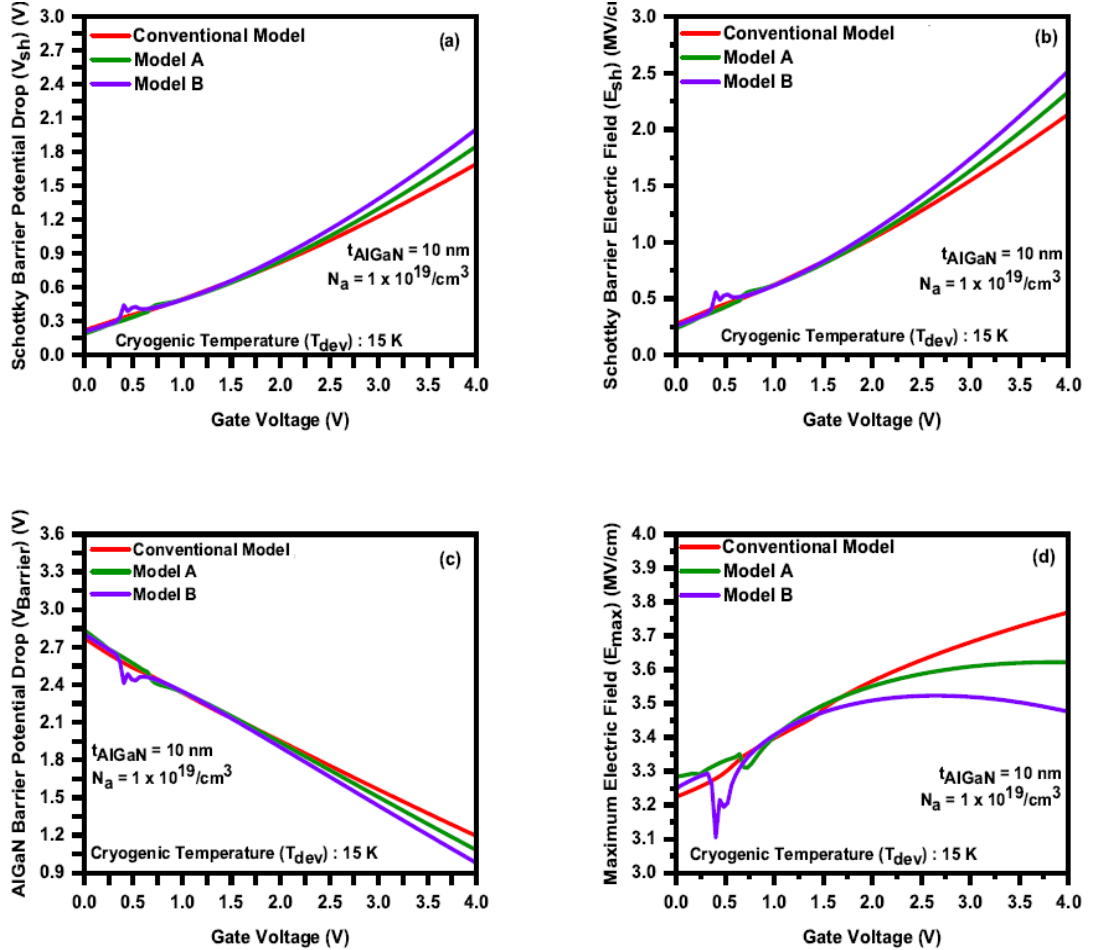 Schottky Barrier Potential Drop (Vsh) (V)
3.0
2.7
2.4
2.1
1.8
1.5
1.2
0.9
0.6
0.3
0.0
Conventional Model
Model A
Model B
(a)
tAlGaN = 10 nm
Na = 1 x 10^19/cm^3
Cryogenic Temperature (Tdev) : 15 K
0.0 0.5 1.0 1.5 2.0 2.5 3.0 3.5 4.0
Gate Voltage (V)
Schottky Barrier Electric Field (Esh) (MV/c
3.0
2.5
2.0
1.5
1.0
0.5
0.0
Conventional Model
Model A
Model B
(b)
tAlGaN = 10 nm
Na = 1 x 10^19/cm^3
Cryogenic Temperature (Tdev) : 15 K
0.0 0.5 1.0 1.5 2.0 2.5 3.0 3.5 4.0
Gate Voltage (V)
AlGaN Barrier Potential Drop (VBarrier) (V)
3.6
3.3
3.0
2.7
2.4
2.1
1.8
1.5
1.2
0.9
Conventional Model
Model A
Model B
(c)
tAlGaN = 10 nm
Na = 1 x 10^19/cm^3
Cryogenic Temperature (Tdev) : 15 K
0.0 0.5 1.0 1.5 2.0 2.5 3.0 3.5 4.0
Gate Voltage (V)
Maximum Electric Field (Emax) (MV/cm)
4.0
3.9
3.8
3.7
3.6
3.5
3.4
3.3
3.2
3.1
3.0
Conventional Model
Model A
Model B
(d)
tAlGaN = 10 nm
Na = 1 x 10^19/cm^3
Cryogenic Temperature (Tdev) : 15 K
0.0 0.5 1.0 1.5 2.0 2.5 3.0 3.5 4.0
Gate Voltage (V)